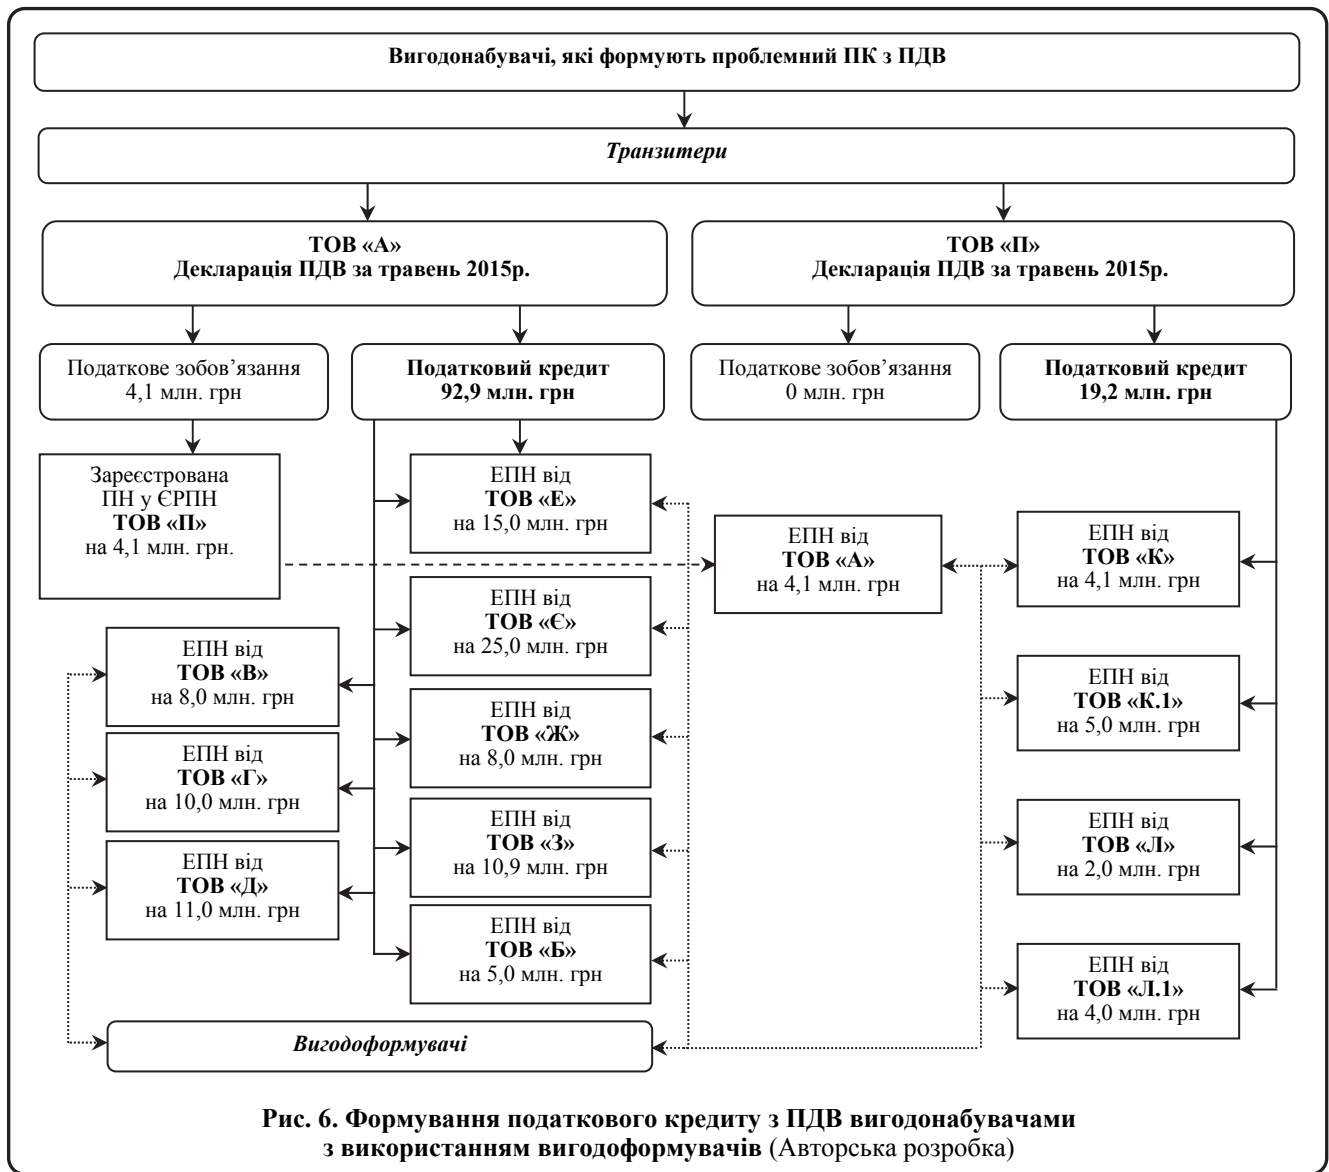 Вигодонабувачі, які формують проблемний ПК з ПДВ
Транзитери
ТОВ «А»
Декларація ПДВ за травень 2015р.
ТОВ «П»
Декларація ПДВ за травень 2015р.
Податкове зобов’язання
4,1 млн. грн
Податковий кредит
92,9 млн. грн
Податкове зобов’язання
0 млн. грн
Податковий кредит
19,2 млн. грн
Зареєстрована
ПН у ЄРПН
ТОВ «П»
на 4,1 млн. грн.
ЕПН від
ТОВ «Е»
на 15,0 млн. грн
ЕПН від
ТОВ «А»
на 4,1 млн. грн
ЕПН від
ТОВ «К»
на 4,1 млн. грн
ЕПН від
ТОВ «Є»
на 25,0 млн. грн
ЕПН від
ТОВ «В»
на 8,0 млн. грн
ЕПН від
ТОВ «К.1»
на 5,0 млн. грн
ЕПН від
ТОВ «Ж»
на 8,0 млн. грн
ЕПН від
ТОВ «Г»
на 10,0 млн. грн
ЕПН від
ТОВ «З»
на 10,9 млн. грн
ЕПН від
ТОВ «Л»
на 2,0 млн. грн
ЕПН від
ТОВ «Д»
на 11,0 млн. грн
ЕПН від
ТОВ «Б»
на 5,0 млн. грн
ЕПН від
ТОВ «Л.1»
на 4,0 млн. грн
Вигодоформувачі
Рис. 6. Формування податкового кредиту з ПДВ вигодонабувачами
з використанням вигодоформувачів (Авторська розробка)